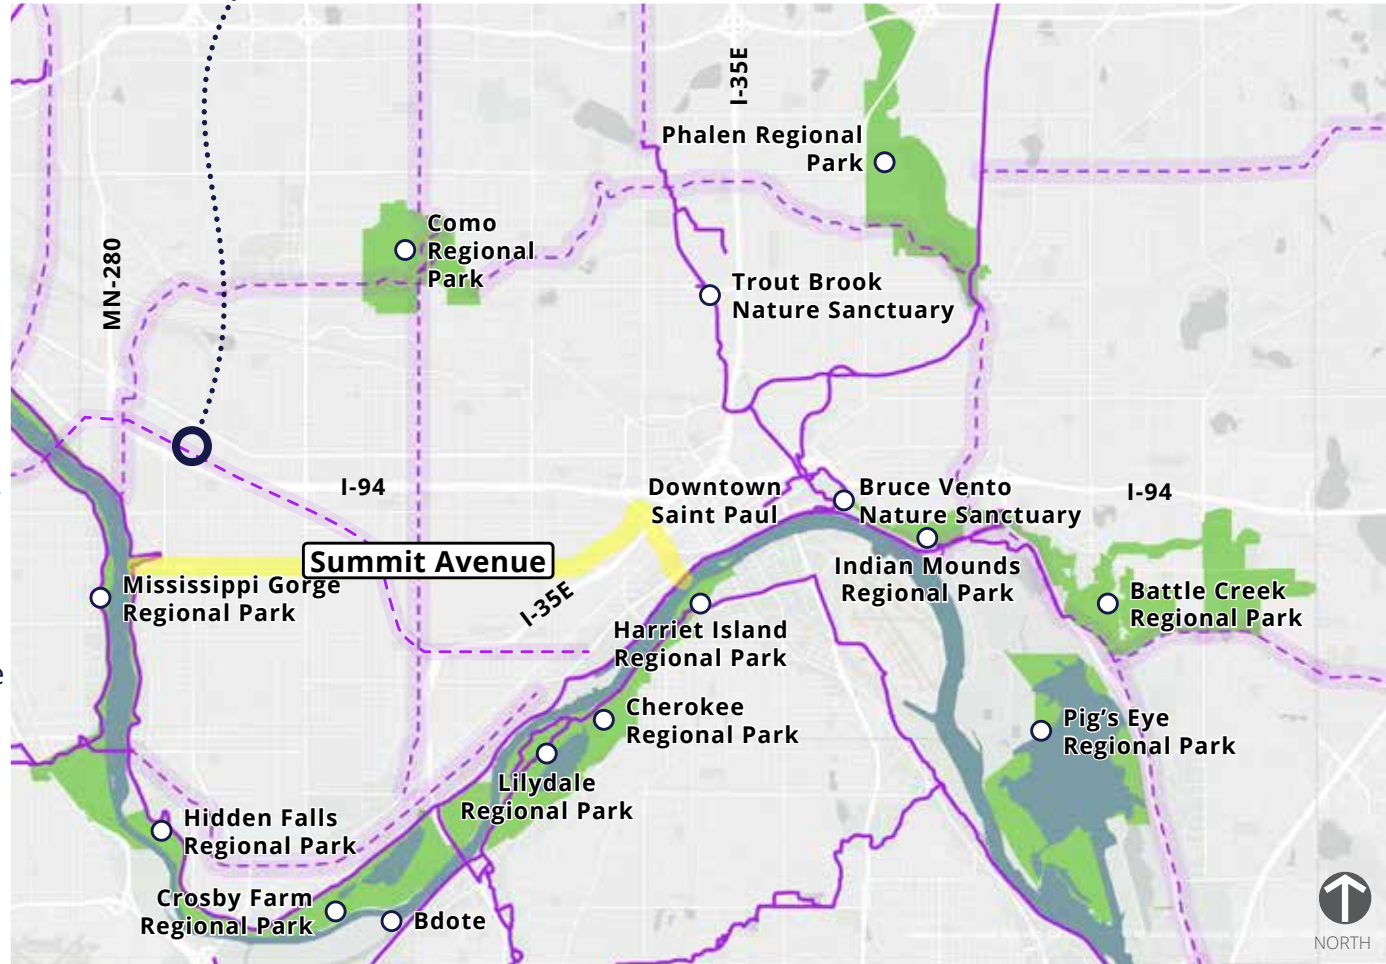 I-35E
Phalen Regional
Park
Como
Regional
Park
MN-280
Trout Brook
Nature Sanctuary
I-94
Downtown
Saint Paul
Bruce Vento
Nature Sanctuary
I-94
Summit Avenue
Indian Mounds
Regional Park
Mississippi Gorge
Regional Park
I-35E
Battle Creek
Regional Park
Harriet Island
Regional Park
e
Cherokee
Regional Park
Pig's Eye
Regional Park
Lilydale
Regional Park
Hidden Falls
Regional Park
Crosby Farm
Regional Park
Bdote
NORTH